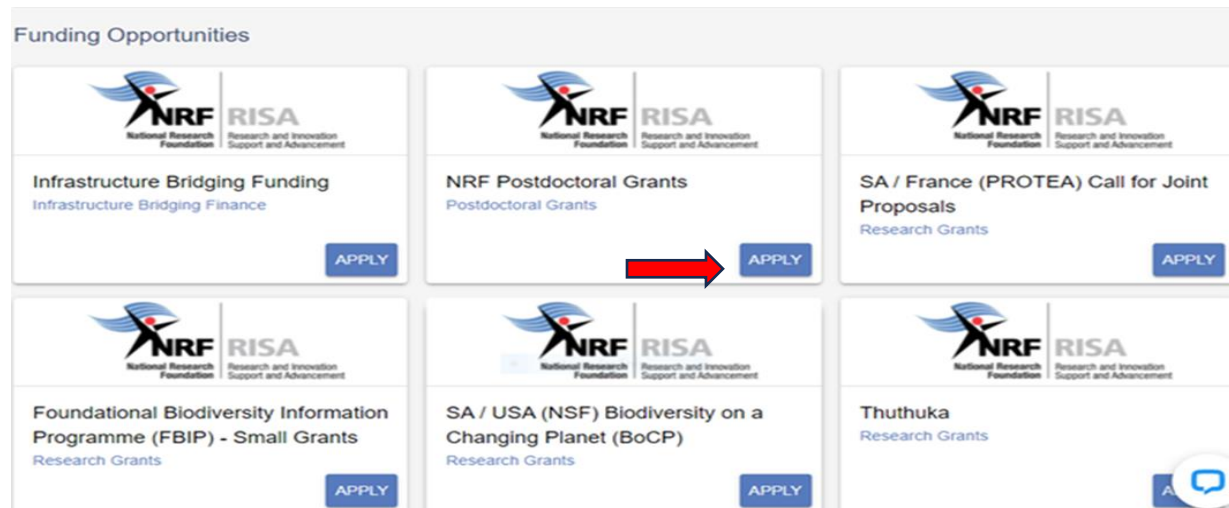 Funding Opportunities
NRF RISA
National Research Foundation Research and Innovation Support and Advancement
Infrastructure Bridging Funding
Infrastructure Bridging Finance
APPLY
NRF RISA
National Research Foundation Research and Innovation Support and Advancement
NRF Postdoctoral Grants
Postdoctoral Grants
APPLY
NRF RISA
National Research Foundation Research and Innovation Support and Advancement
SA / France (PROTEA) Call for Joint
Proposals
Research Grants
APPLY
NRF RISA
National Research Foundation Research and Innovation Support and Advancement
Foundational Biodiversity Information
Programme (FBIP) - Small Grants
Research Grants
APPLY
NRF RISA
National Research Foundation Research and Innovation Support and Advancement
SA / USA (NSF) Biodiversity on a
Changing Planet (BoCP)
Research Grants
APPLY
NRF RISA
National Research Foundation Research and Innovation Support and Advancement
Thuthuka
Research Grants